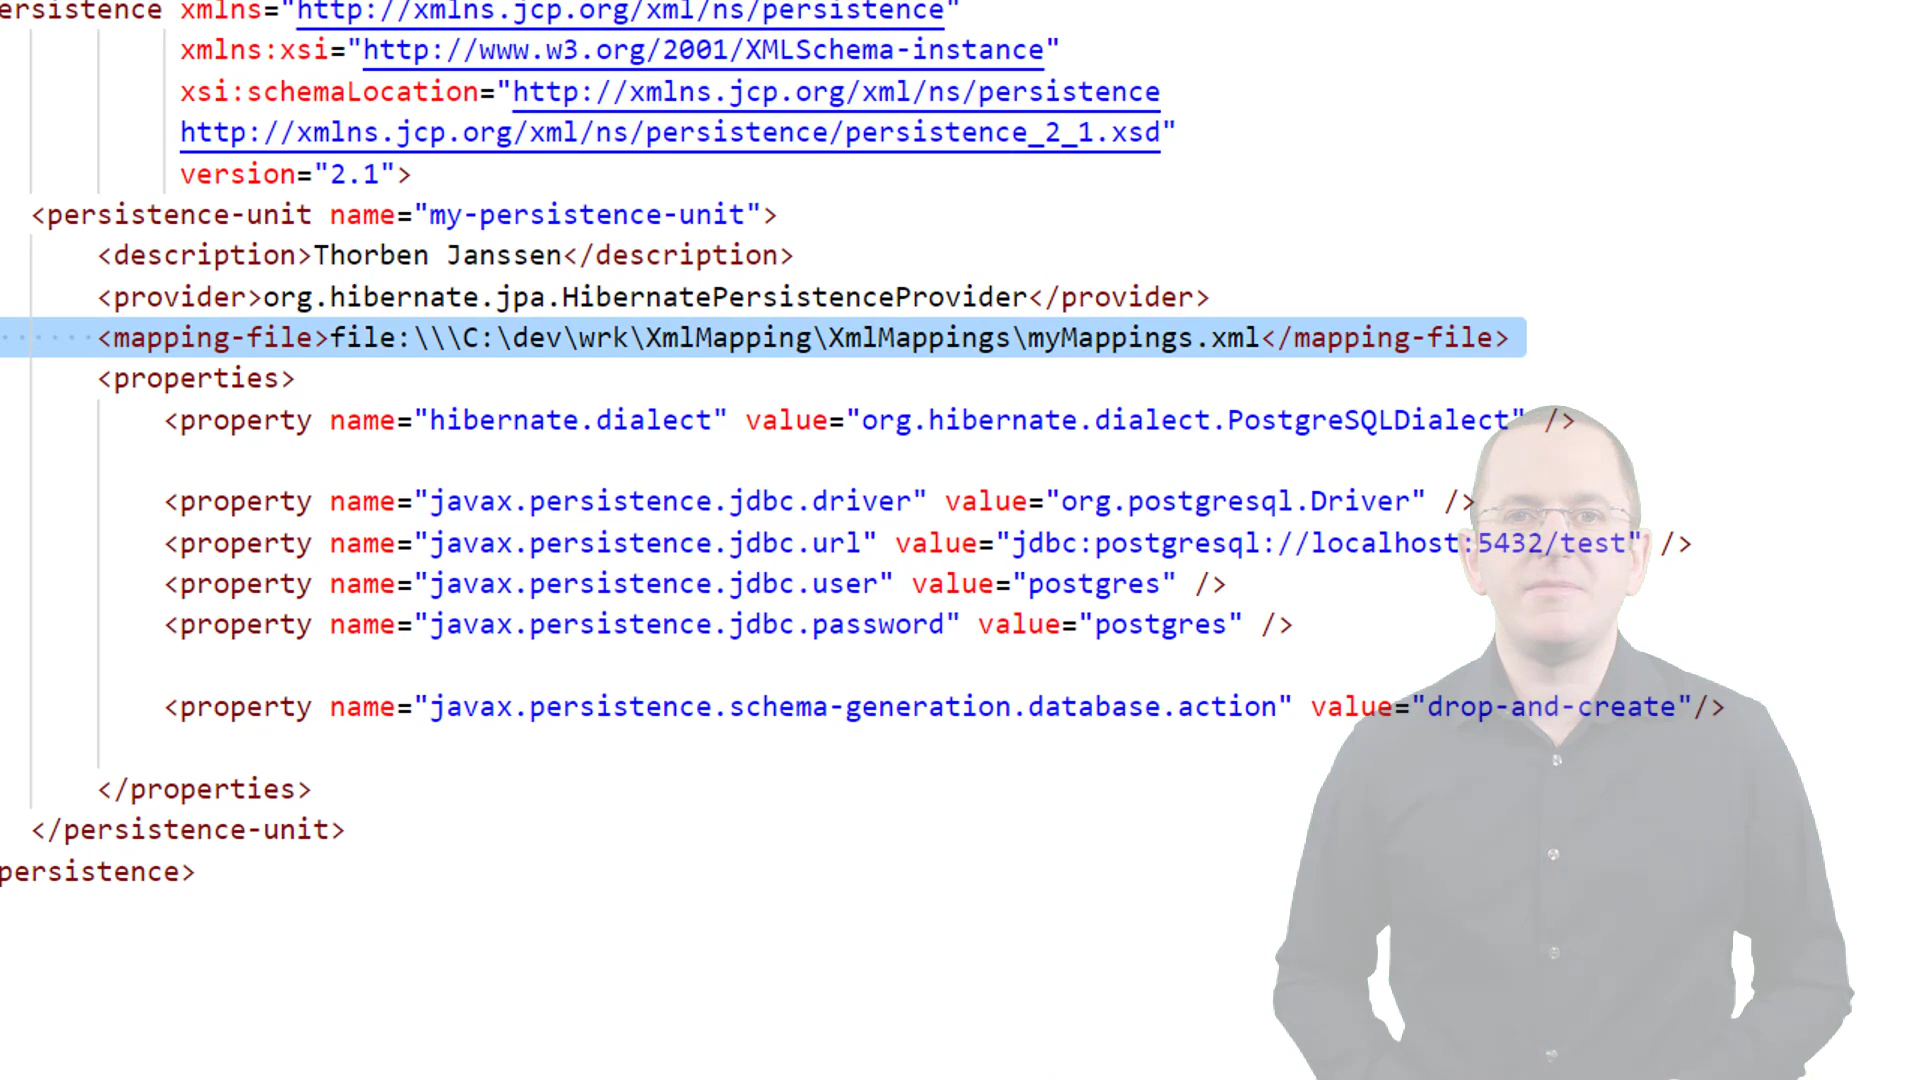 ersistence xmlns="http://xmlns.jcp.org/xml/ns/persistence"
xmlns:xsi="http://www.w3.org/2001/XMLSchema-instance"
xsi:schemaLocation="http://xmlns.jcp.org/xml/ns/persistence
http://xmlns.jcp.org/xml/ns/persistence/persistence_2_1.xsd"
version="2.1">
<persistence-unit name="my-persistence-unit">
<description>Thorben Janssen</description>
<provider>org.hibernate.jpa.HibernatePersistenceProvider</provider>
<mapping-file>file:\\\C:\dev\wrk\XmlMapping\XmlMappings\myMappings.xml</mapping-file>
<properties>
<property name="hibernate.dialect" value="org.hibernate.dialect.PostgreSQLDialect" />
<property name="javax.persistence.jdbc.driver" value="org.postgresql.Driver" />
<property name="javax.persistence.jdbc.url" value="jdbc:postgresql://localhost:5432/test" />
<property name="javax.persistence.jdbc.user" value="postgres" />
<property name="javax.persistence.jdbc.password" value="postgres" />
<property name="javax.persistence.schema-generation.database.action" value="drop-and-create"/>
</properties>
</persistence-unit>
persistence>